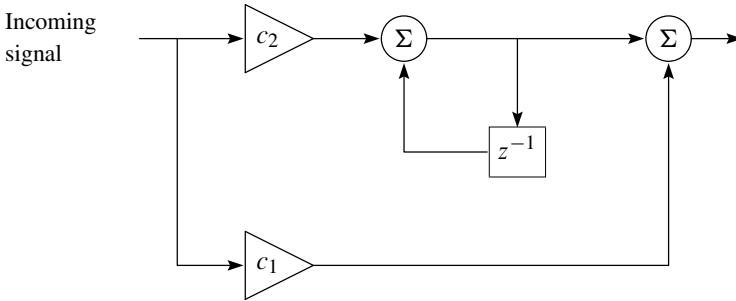 Incoming
signal
c₂
Σ
Σ
z⁻¹
c₁